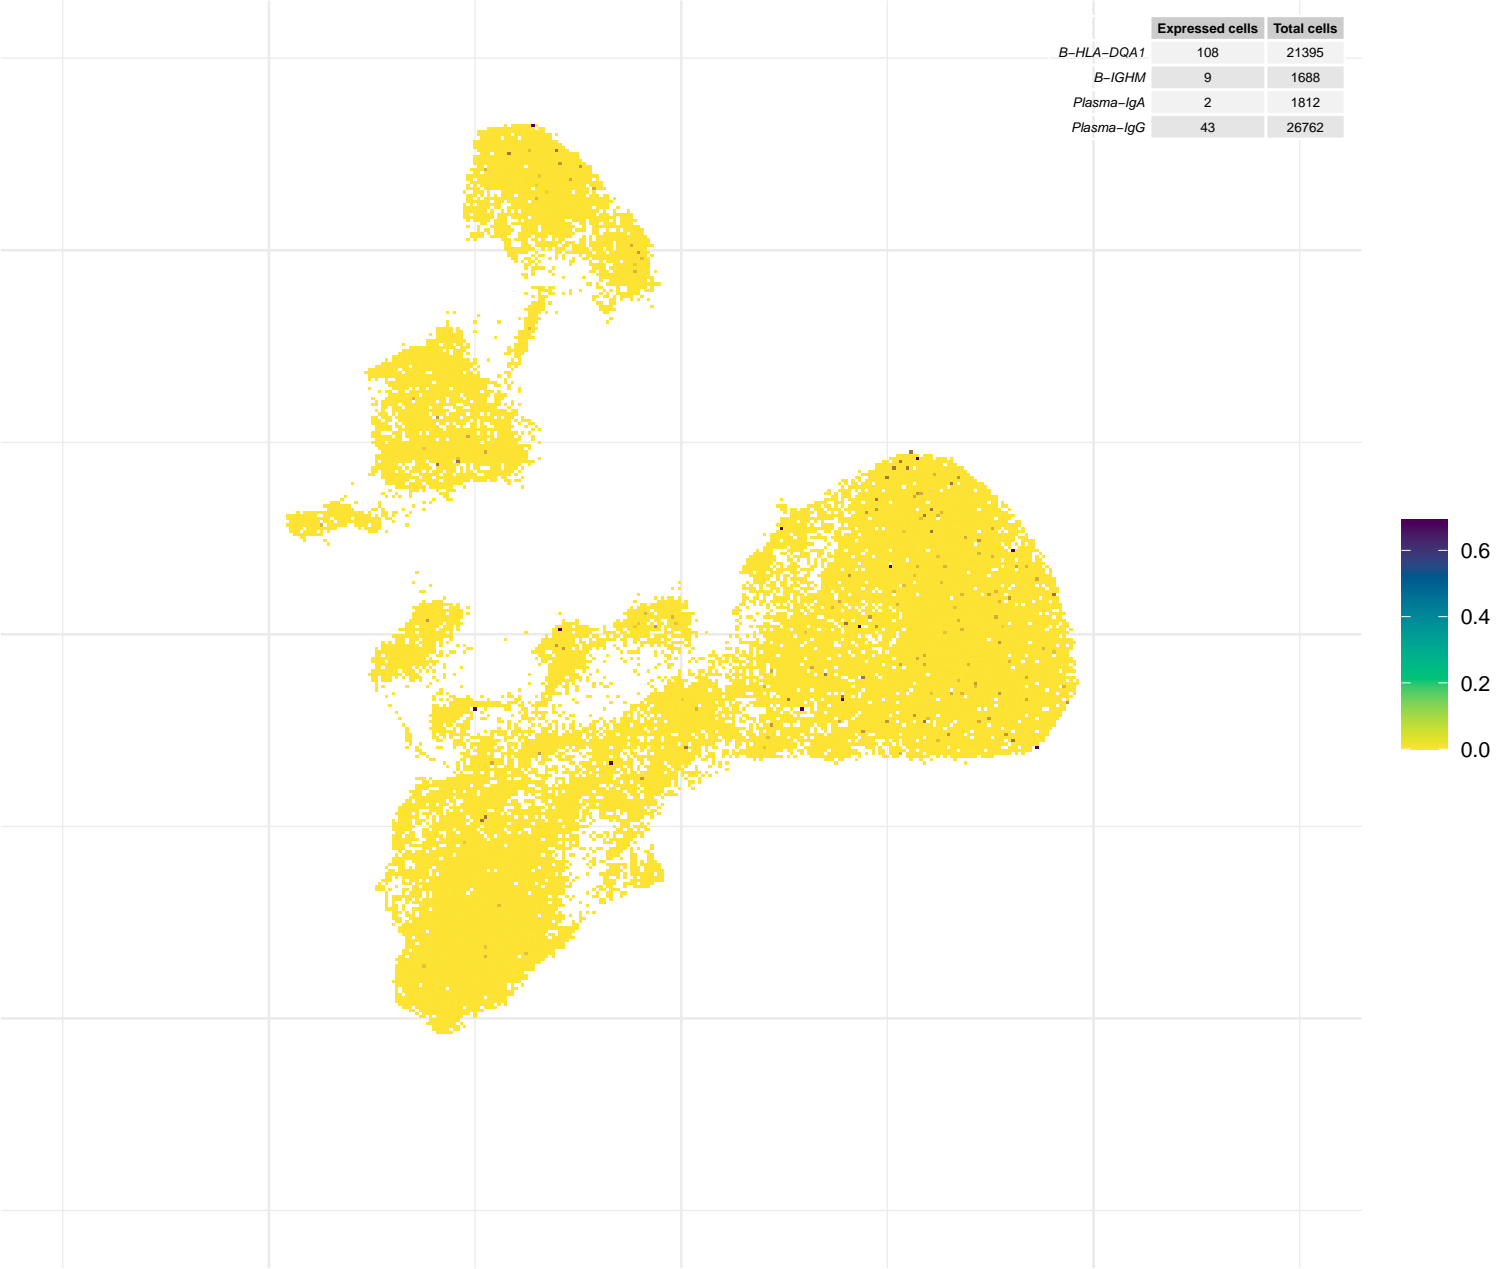 Expressed cells Total cells
B−HLA−DQA1 108 21395
B−IGHM 9 1688
Plasma−IgA 2 1812
Plasma−IgG 43 26762
0.6
0.4
0.2
0.0